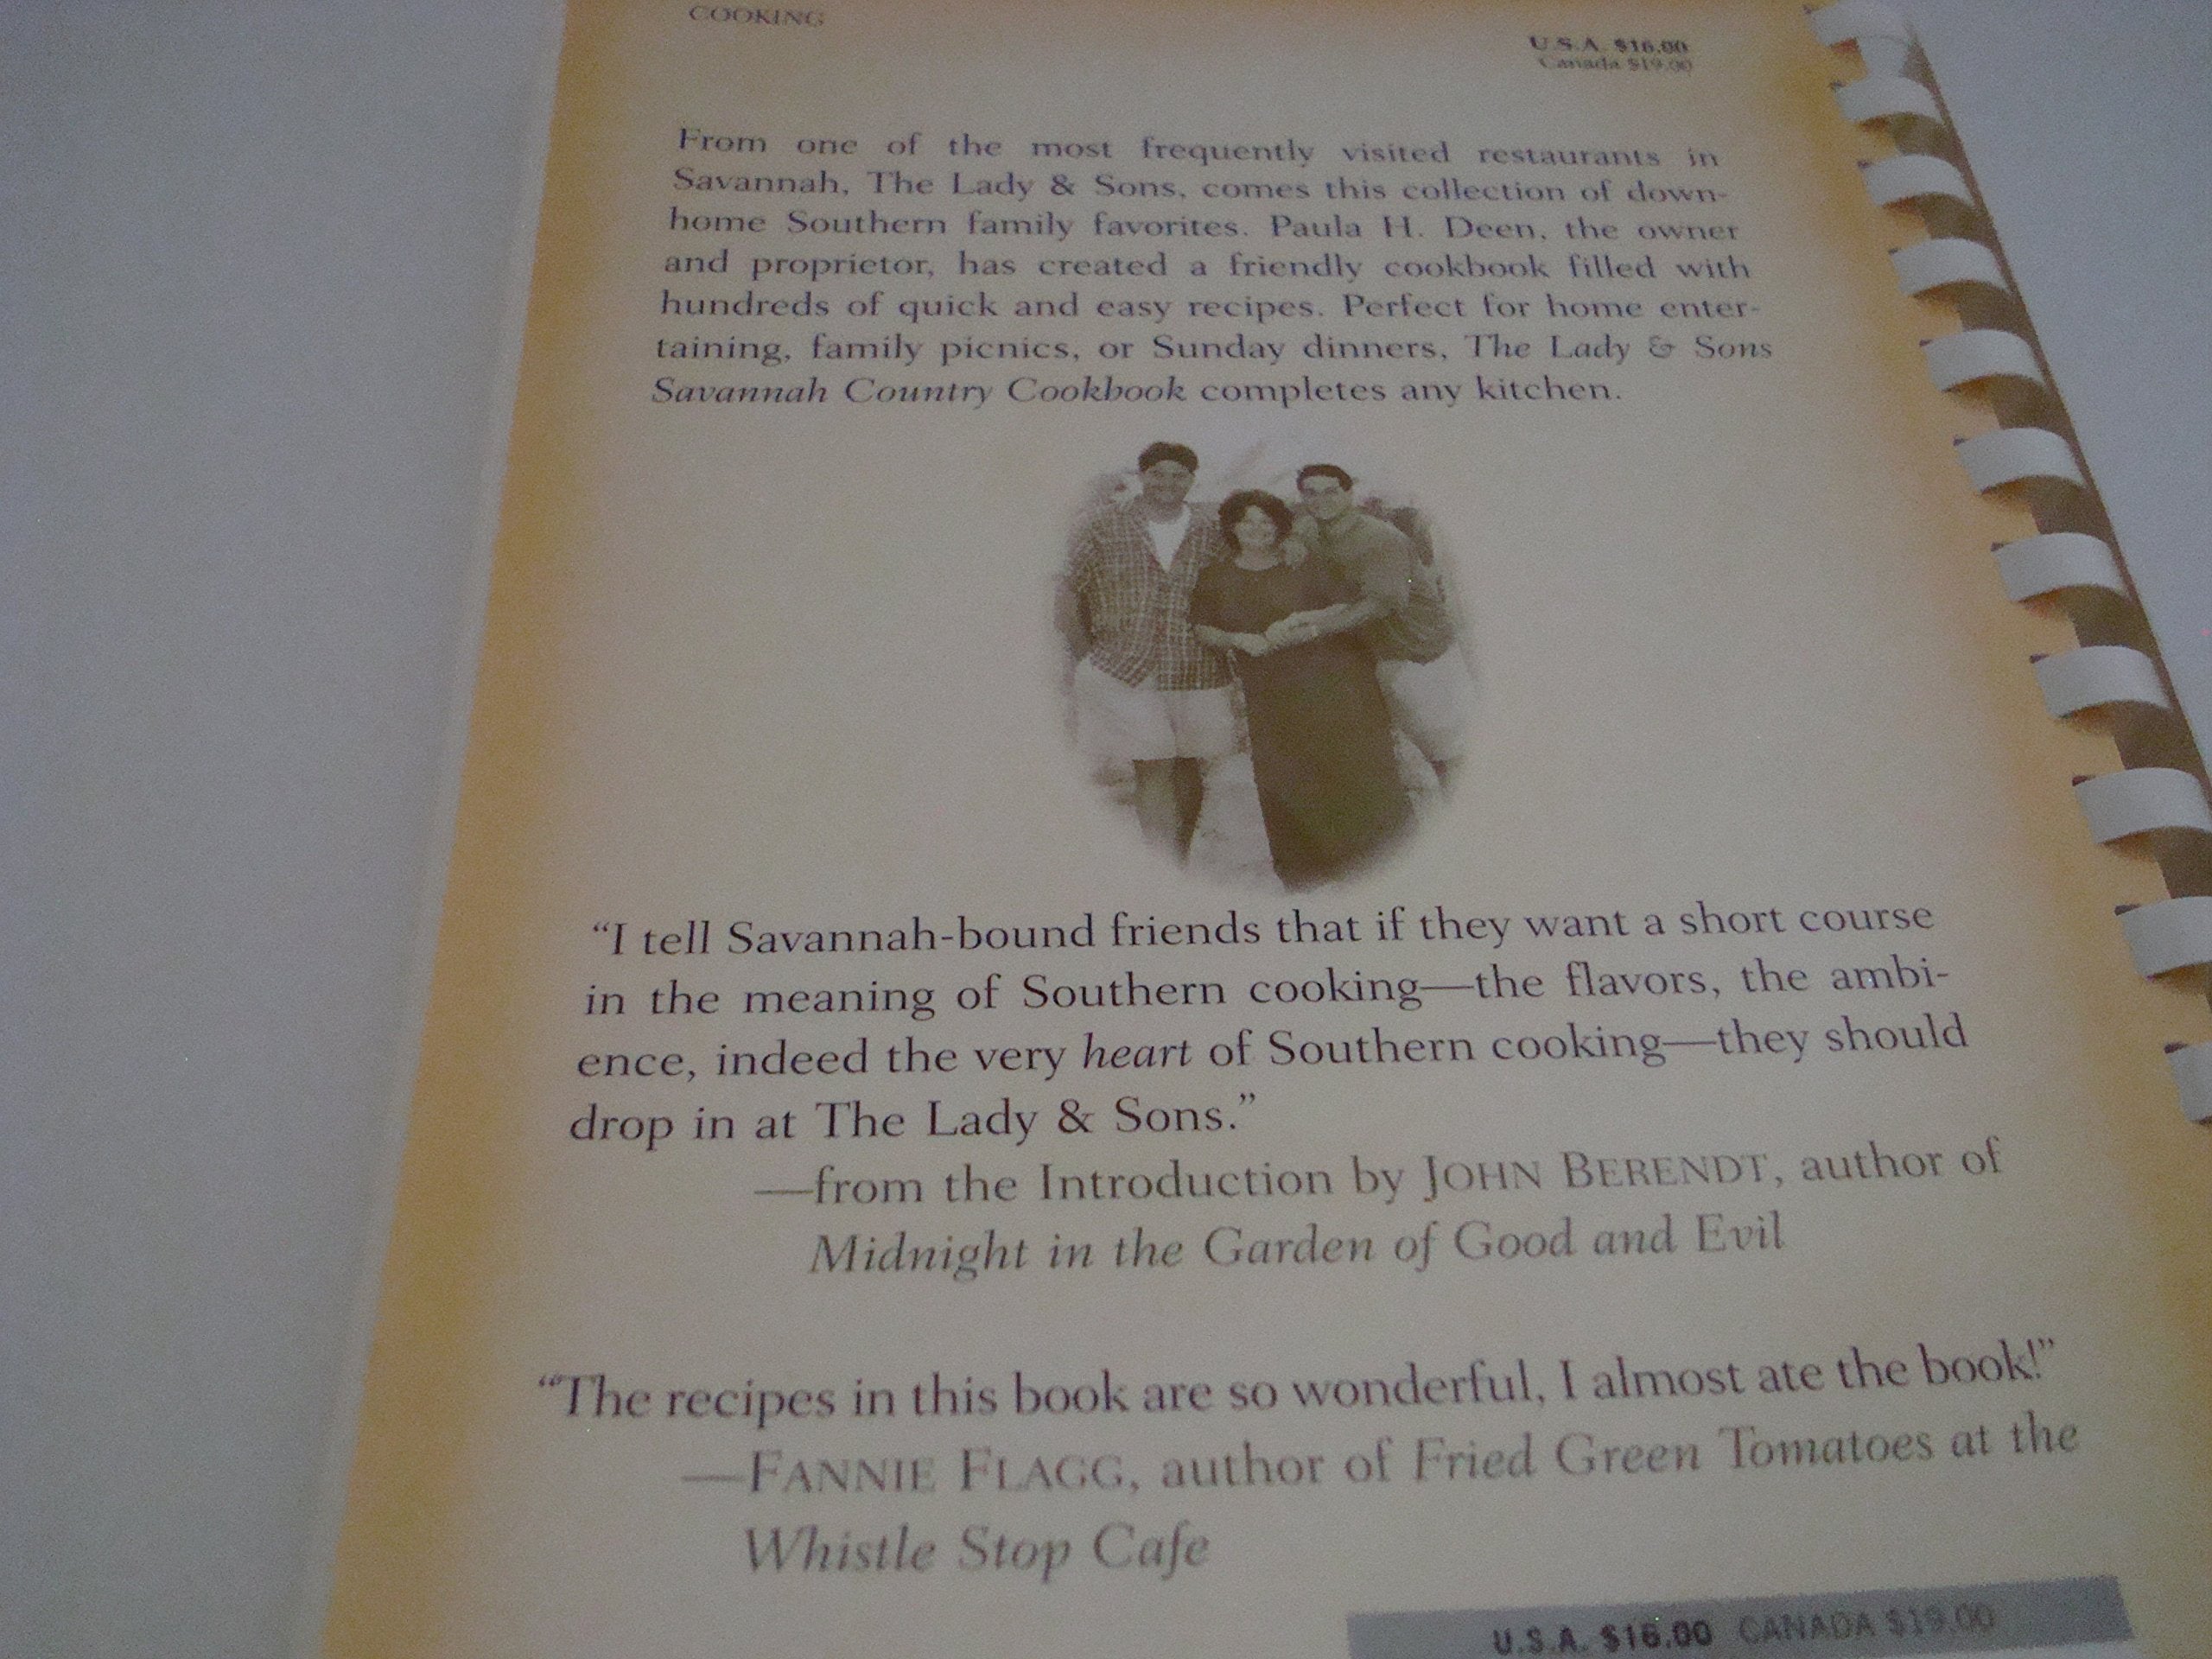 COOKING
U.S.A. $16.00
Canada $19.00
From one of the most frequently visited restaurants in
Savannah, The Lady & Sons, comes this collection of down-
home Southern family favorites. Paula H. Deen, the owner
and proprietor, has created a friendly cookbook filled with
hundreds of quick and easy recipes. Perfect for home enter-
taining, family picnics, or Sunday dinners, The Lady & Sons
Savannah Country Cookbook completes any kitchen.
“I tell Savannah-bound friends that if they want a short course
in the meaning of Southern cooking—the flavors, the ambi-
ence, indeed the very heart of Southern cooking—they should
drop in at The Lady & Sons.”
—from the Introduction by JOHN BERENDT, author of
Midnight in the Garden of Good and Evil
“The recipes in this book are so wonderful, I almost ate the book!”
—FANNIE FLAGG, author of Fried Green Tomatoes at the
Whistle Stop Cafe
U.S.A. $16.00 CANADA $19.00